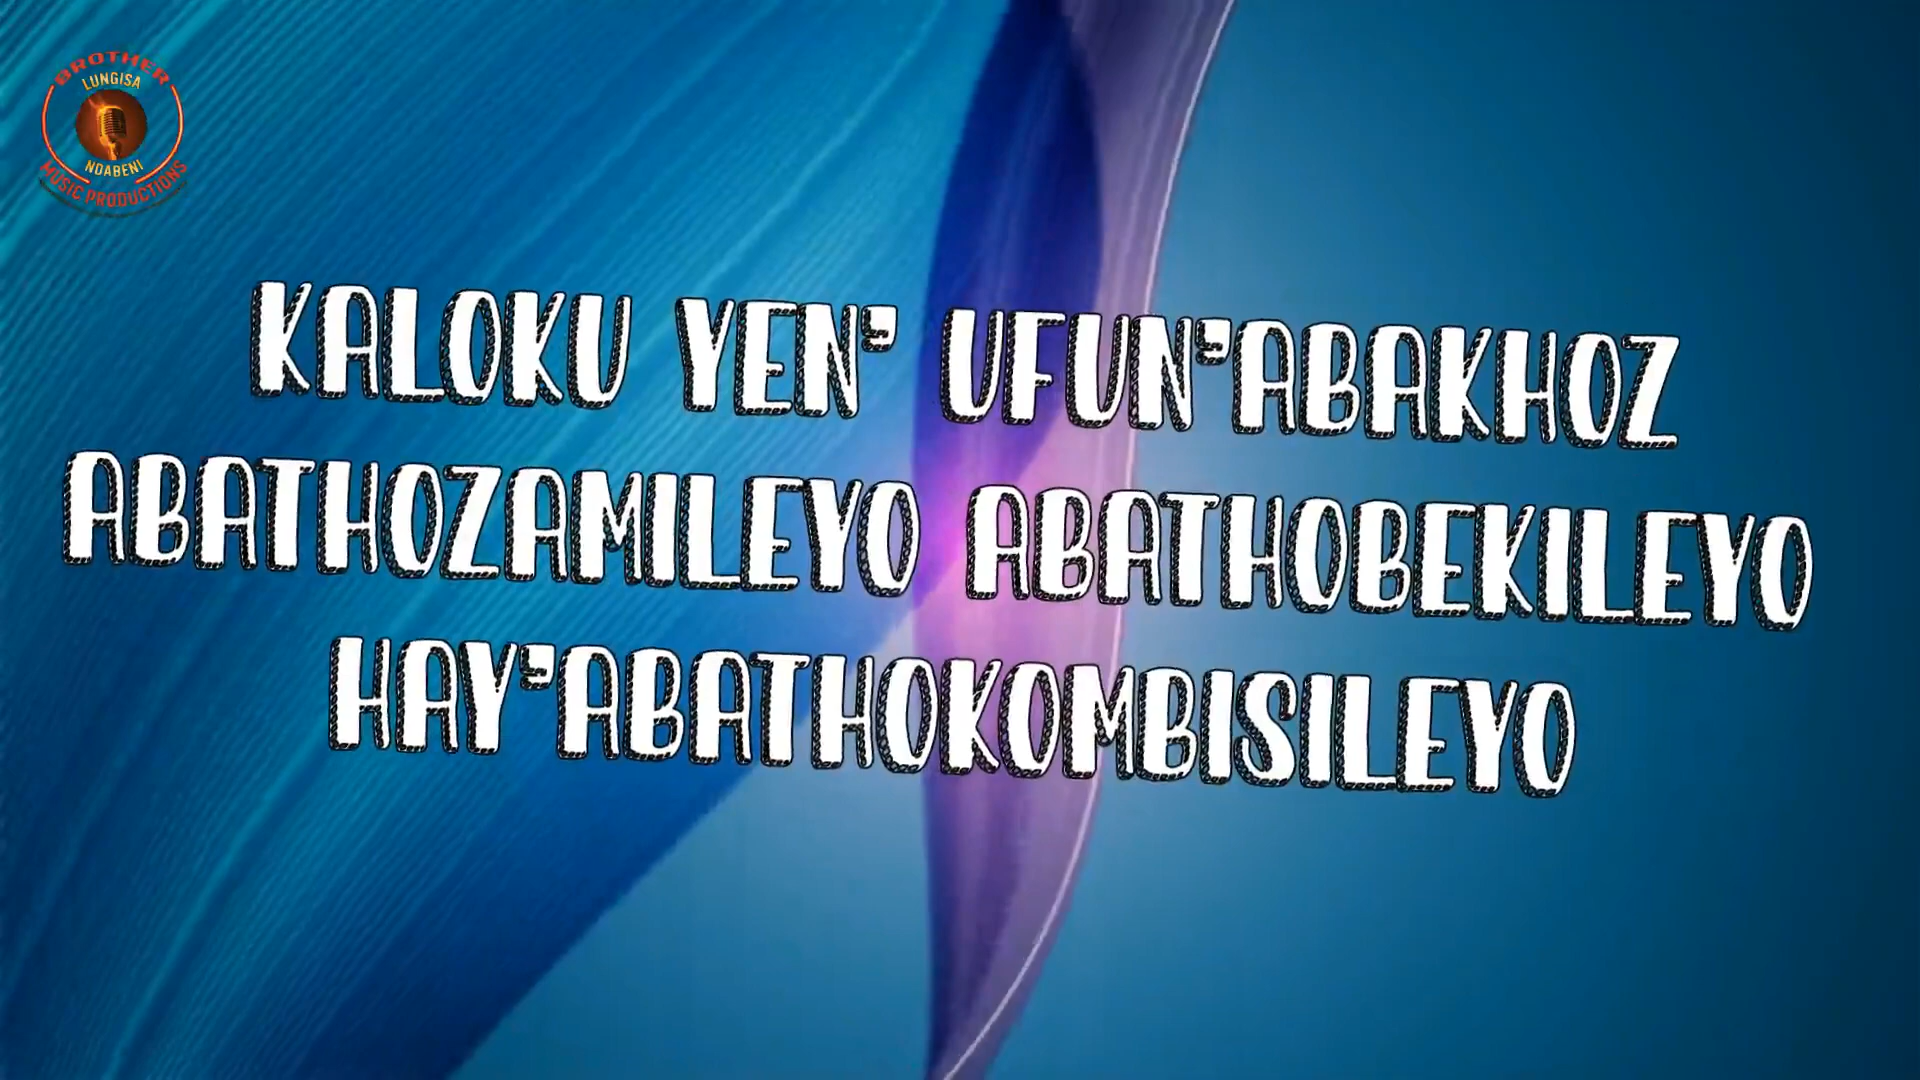 BROTHER
LUNGISA
NDABENI
MUSIC PRODUCTIONS
KALOKU YEN' UFUN'ABAKHOZ
ABATHOZAMILEYO ABATHOBEKILEYO
HAY'ABATHOKOMBISILEYO